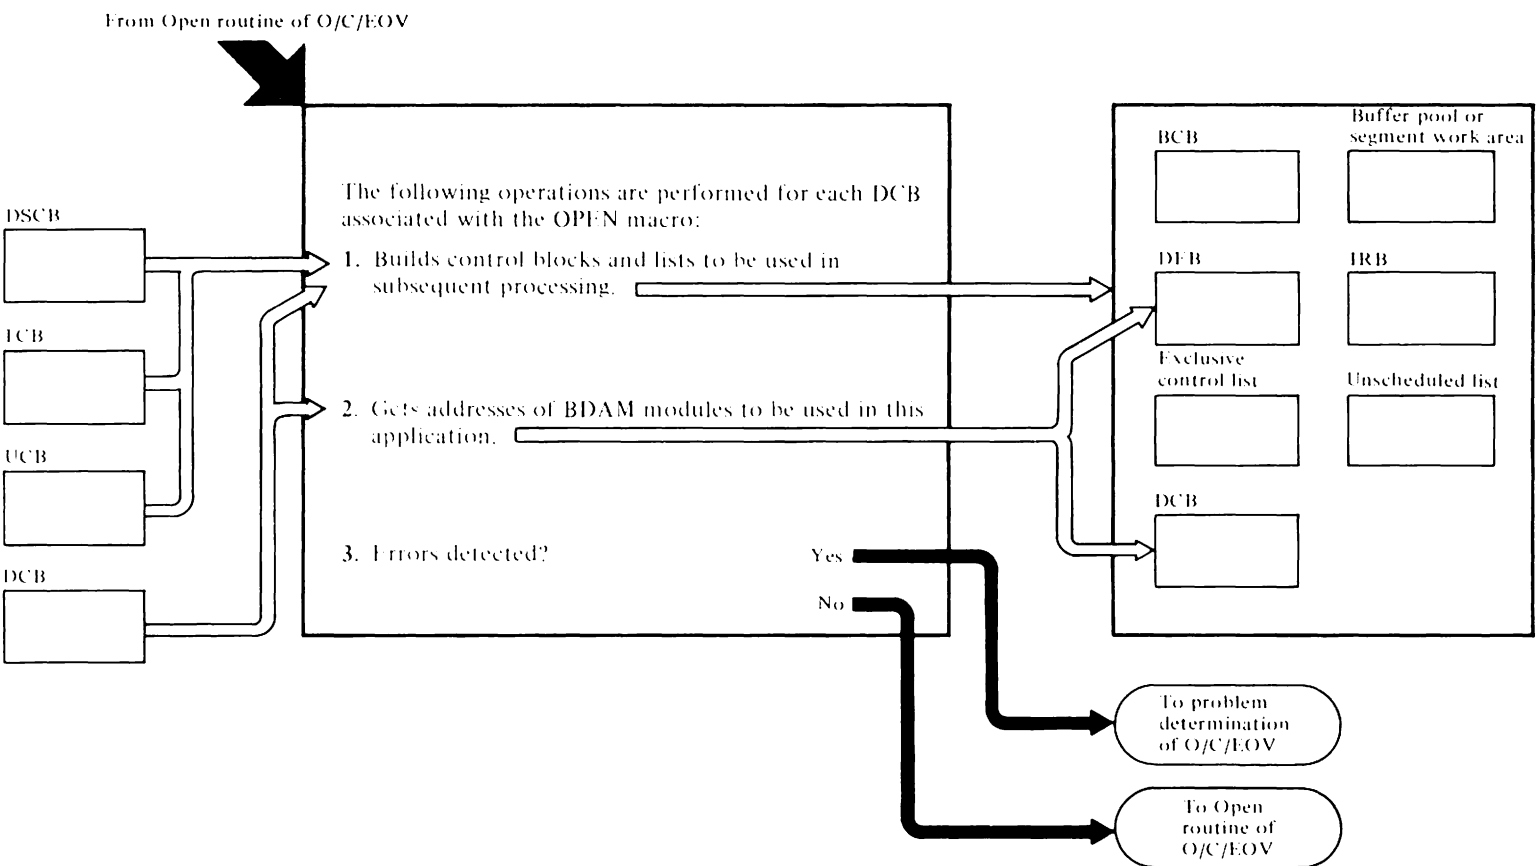 From Open routine of O/C/EOV
DSCB
TCB
UCB
DCB
The following operations are performed for each DCB
associated with the OPEN macro:
1. Builds control blocks and lists to be used in
subsequent processing.
2. Gets addresses of BDAM modules to be used in this
application.
3. Errors detected?
Yes
No
BCB
Buffer pool or
segment work area
DEB
IRB
Exclusive
control list
Unscheduled list
DCB
To problem
determination
of O/C/EOV
To Open
routine of
O/C/EOV